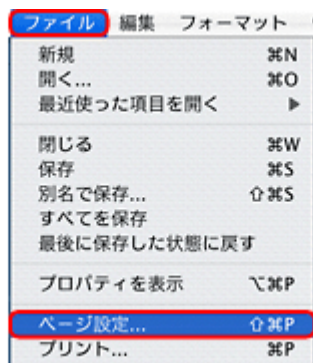 ファイル 編集 フォーマット
新規 ⌘N
開く... ⌘O
最近使った項目を開く ▶
閉じる ⌘W
保存 ⌘S
別名で保存... ⇧⌘S
すべてを保存
最後に保存した状態に戻す
プロパティを表示 ⌥⌘P
ページ設定... ⇧⌘P
プリント... ⌘P